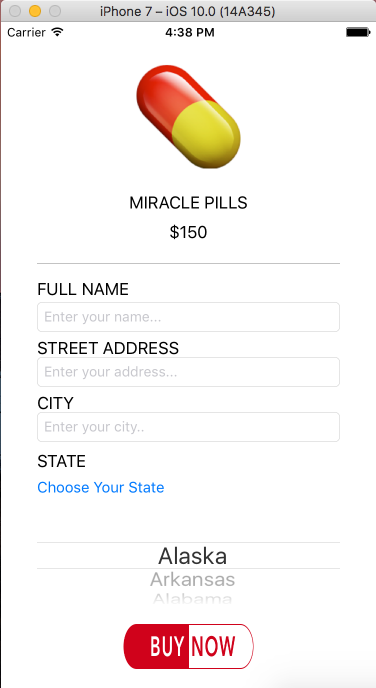 iPhone 7 – iOS 10.0 (14A345)
Carrier 4:38 PM
MIRACLE PILLS
$150
FULL NAME
Enter your name...
STREET ADDRESS
Enter your address...
CITY
Enter your city..
STATE
Choose Your State
Alaska
Arkansas
Alabama
BUY NOW